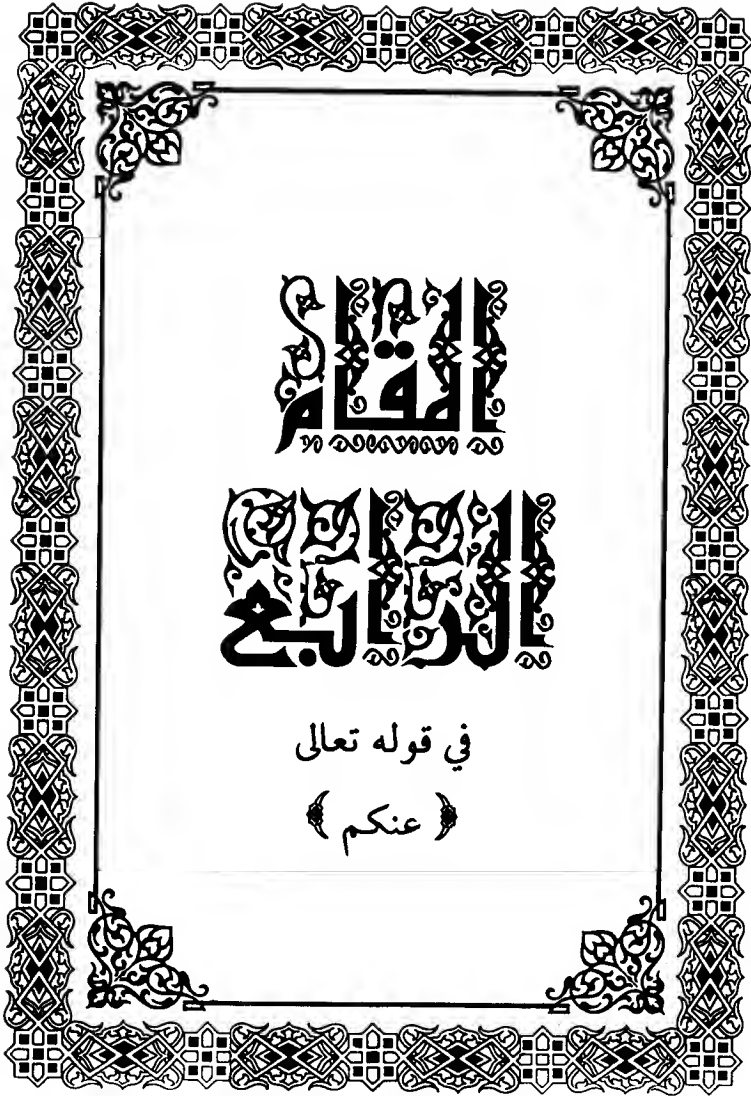 المقام
الرابع
في قوله تعالى
﴿ عنكم ﴾